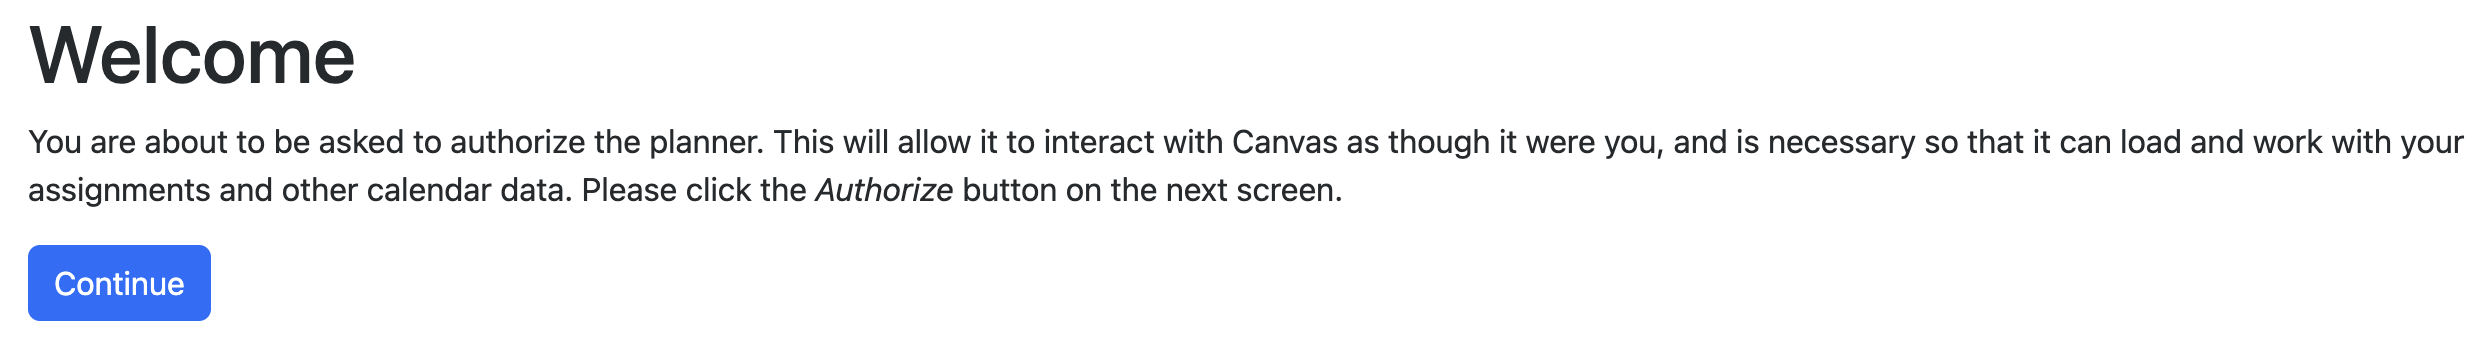 Welcome
You are about to be asked to authorize the planner. This will allow it to interact with Canvas as though it were you, and is necessary so that it can load and work with your
assignments and other calendar data. Please click the Authorize button on the next screen.
Continue